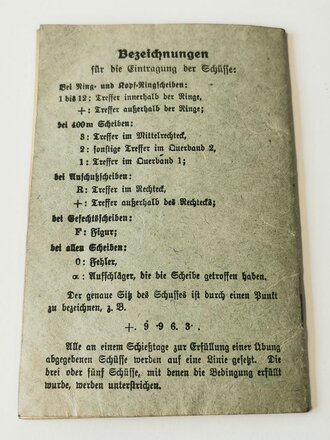 Bezeichnungen
für die Eintragung der Schüsse:
Bei Ring- und Kopf-Ringscheiben:
1 bis 12: Treffer innerhalb der Ringe,
+: Treffer außerhalb der Ringe;
bei 400m Scheiben:
3: Treffer im Mittelrechteck,
2: sonstige Treffer im Querband 2,
1: Treffer im Querband 1;
bei Anschußscheiben:
R: Treffer im Rechteck,
+: Treffer außerhalb des Rechtecks;
bei Gefechtsscheiben:
F: Figur;
bei allen Scheiben:
0: Fehler,
α: Aufschläger, die die Scheibe getroffen haben.
Der genaue Sitz des Schusses ist durch einen Punkt
zu bezeichnen, z. B.
+. 9 ·9 6. 3 .
Alle an einem Schießtage zur Erfüllung einer Übung
abgegebenen Schüsse werden auf eine Linie gesetzt. Die
drei oder fünf Schüsse, mit denen die Bedingung erfüllt
wurde, werden unterstrichen.